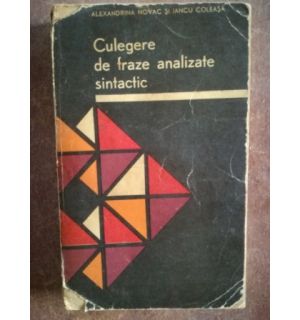 ALEXANDRINA NOVAC ȘI IANCU COLEAȘĂ
Culegere
de fraze analizate
sintactic